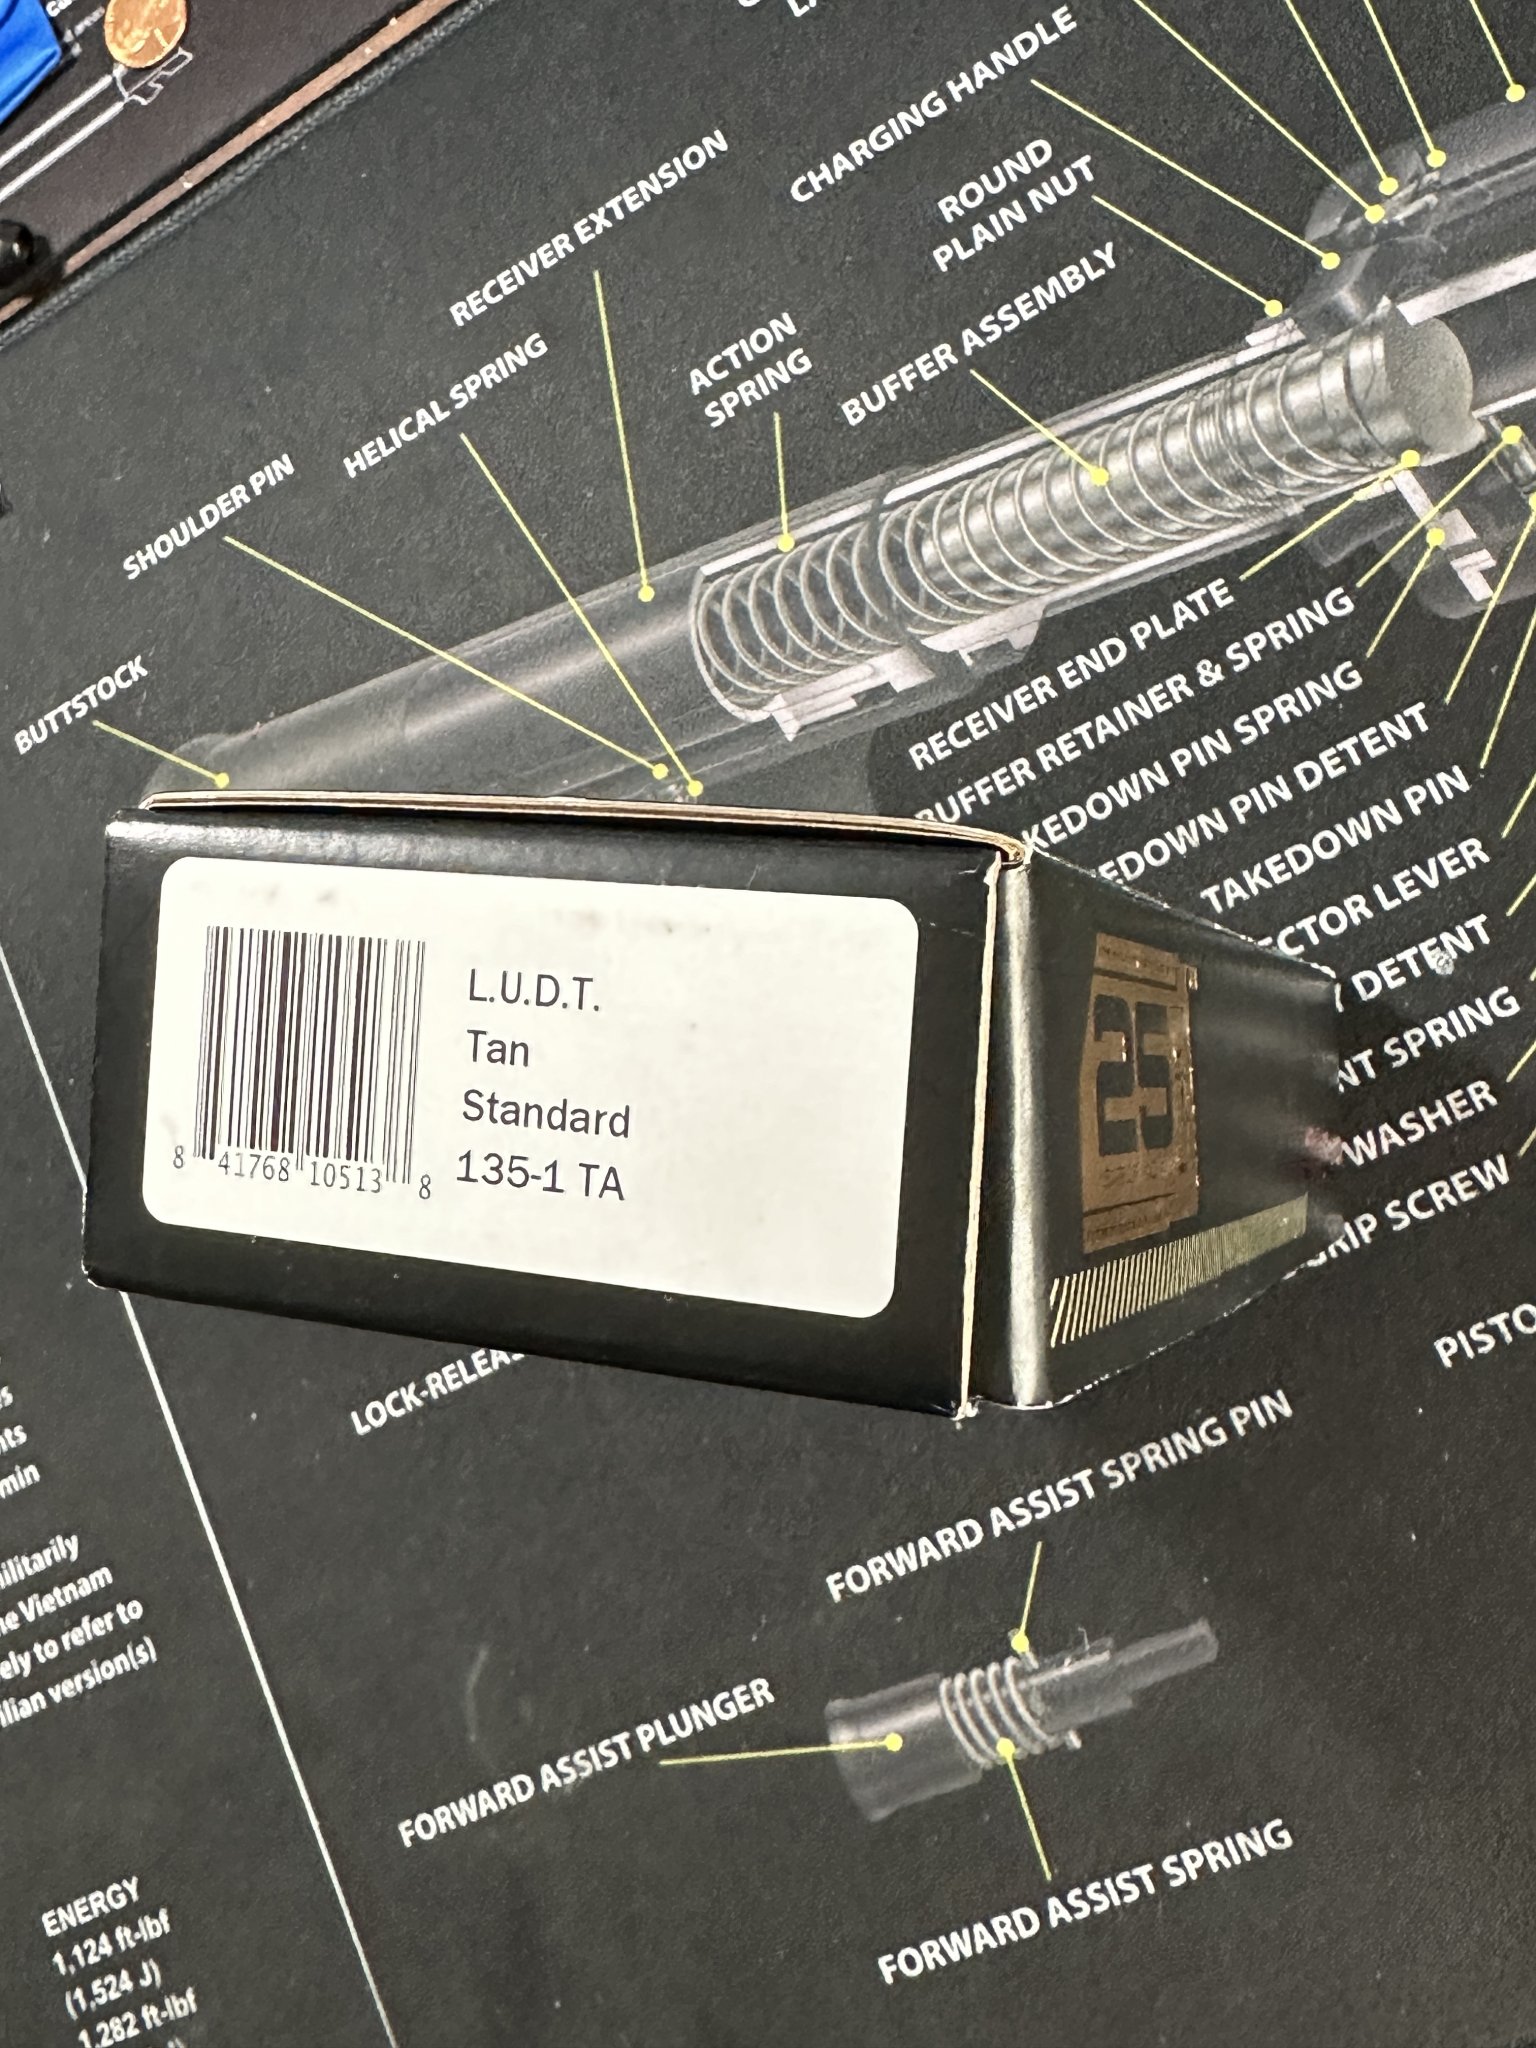 CHARGING HANDLE
ROUND
PLAIN NUT
RECEIVER EXTENSION
BUFFER ASSEMBLY
ACTION
SPRING
HELICAL SPRING
SHOULDER PIN
BUTTSTOCK
RECEIVER END PLATE
BUFFER RETAINER & SPRING
KEDOWN PIN SPRING
EDOWN PIN DETENT
TAKEDOWN PIN
ECTOR LEVER
DETENT
NT SPRING
WASHER
GRIP SCREW
L.U.D.T.
Tan
Standard
135-1 TA
8 41768 10513 8
25
LOCK-RELEAS
PISTO
FORWARD ASSIST SPRING PIN
FORWARD ASSIST PLUNGER
FORWARD ASSIST SPRING
min
ilitarily
he Vietnam
ely to refer to
ilian version(s)
ENERGY
1,124 ft-lbf
(1,524 J)
1,282 ft-lbf